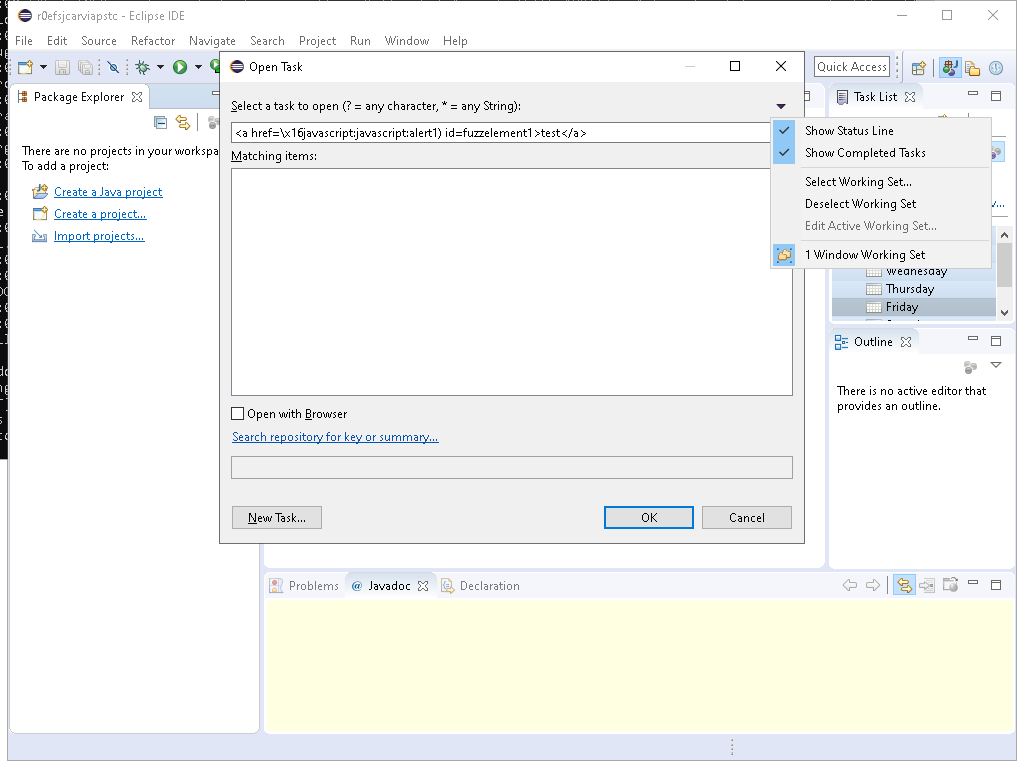 r0efsjcarviapstc - Eclipse IDE
File Edit Source Refactor Navigate Search Project Run Window Help
Quick Access
Package Explorer
There are no projects in your workspa
To add a project:
Create a Java project
Create a project...
Import projects...
Open Task
Select a task to open (? = any character, * = any String):
<a href=\x16javascript:javascript:alert1) id=fuzzelement1>test</a>
Matching items:
Open with Browser
Search repository for key or summary...
New Task...
OK
Cancel
Task List
Show Status Line
Show Completed Tasks
Select Working Set...
Deselect Working Set
Edit Active Working Set...
1 Window Working Set
Wednesday
Thursday
Friday
Outline
There is no active editor that
provides an outline.
Problems
@ Javadoc
Declaration